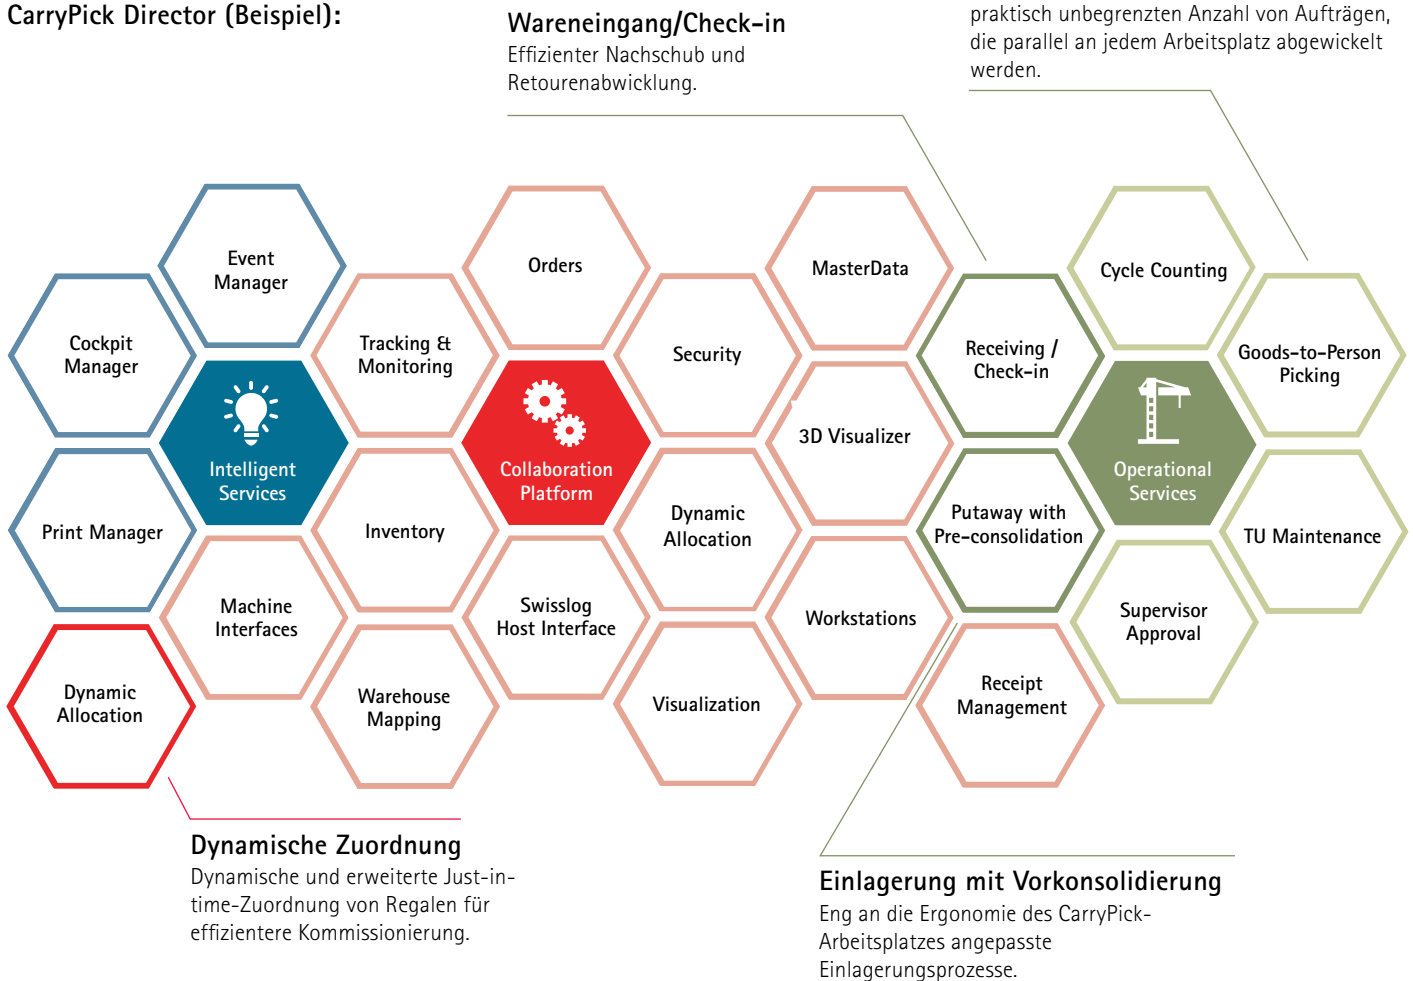 CarryPick Director (Beispiel):
Wareneingang/Check-in
Effizienter Nachschub und
Retourenabwicklung.
praktisch unbegrenzten Anzahl von Aufträgen,
die parallel an jedem Arbeitsplatz abgewickelt
werden.
Event
Manager
Orders
MasterData
Cycle Counting
Cockpit
Manager
Tracking &
Monitoring
Security
Receiving /
Check-in
Goods-to-Person
Picking
Intelligent
Services
Collaboration
Platform
3D Visualizer
Operational
Services
Print Manager
Inventory
Dynamic
Allocation
Putaway with
Pre-consolidation
TU Maintenance
Machine
Interfaces
Swisslog
Host Interface
Workstations
Supervisor
Approval
Dynamic
Allocation
Warehouse
Mapping
Visualization
Receipt
Management
Dynamische Zuordnung
Dynamische und erweiterte Just-in-
time-Zuordnung von Regalen für
effizientere Kommissionierung.
Einlagerung mit Vorkonsolidierung
Eng an die Ergonomie des CarryPick-
Arbeitsplatzes angepasste
Einlagerungsprozesse.